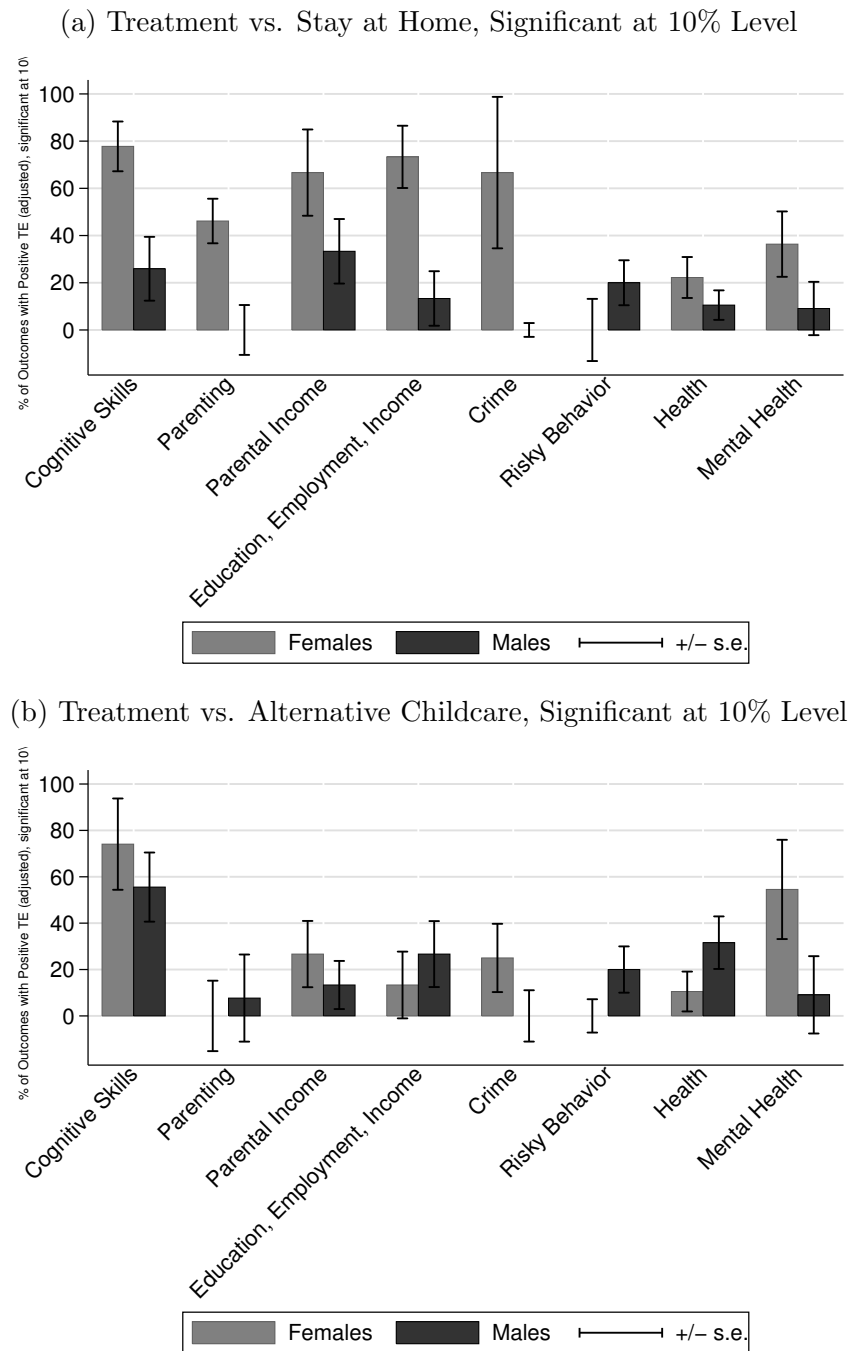 (a) Treatment vs. Stay at Home, Significant at 10% Level
% of Outcomes with Positive TE (adjusted), significant at 10\
100
80
60
40
20
0
Cognitive Skills
Parenting
Parental Income
Education, Employment, Income
Crime
Risky Behavior
Health
Mental Health
Females Males +/− s.e.
(b) Treatment vs. Alternative Childcare, Significant at 10% Level
% of Outcomes with Positive TE (adjusted), significant at 10\
100
80
60
40
20
0
Cognitive Skills
Parenting
Parental Income
Education, Employment, Income
Crime
Risky Behavior
Health
Mental Health
Females Males +/− s.e.